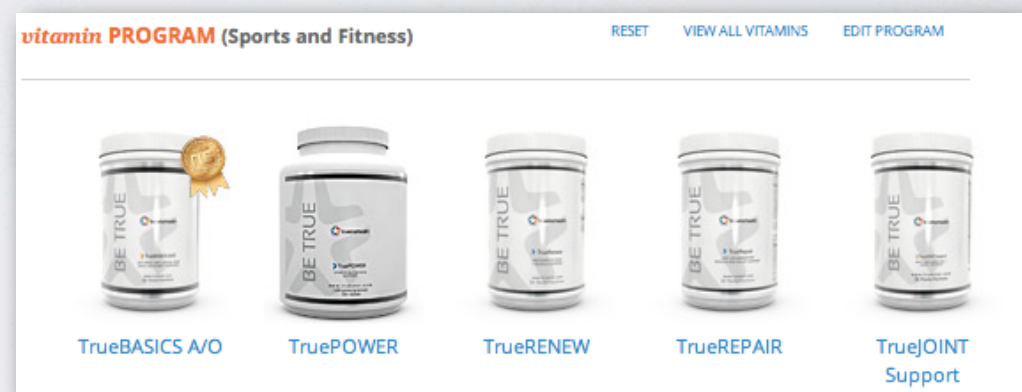 vitamin PROGRAM (Sports and Fitness)
RESET VIEW ALL VITAMINS EDIT PROGRAM
BE TRUE
BE TRUE
TruePOWER
BE TRUE
BE TRUE
BE TRUE
TrueBASICS A/O
TruePOWER
TrueRENEW
TrueREPAIR
TrueJOINT
Support